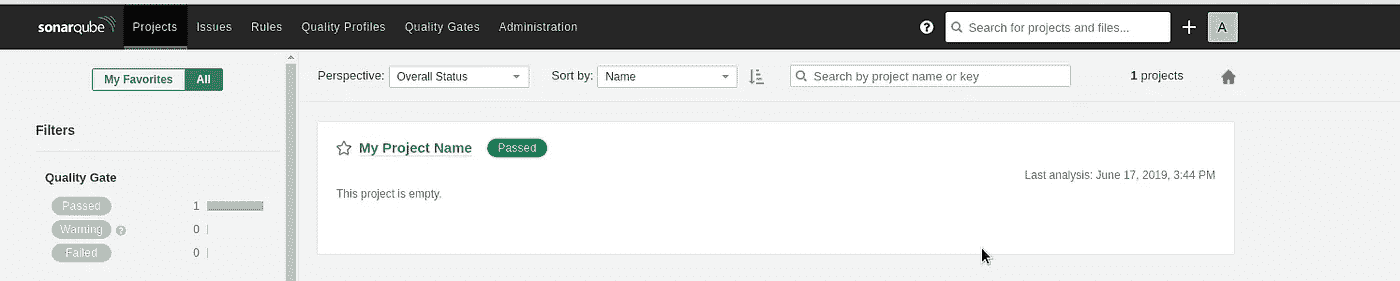 sonarqube Projects Issues Rules Quality Profiles Quality Gates Administration ? Search for projects and files... + A
My Favorites All
Perspective: Overall Status Sort by: Name Search by project name or key 1 projects
Filters
My Project Name Passed
Last analysis: June 17, 2019, 3:44 PM
This project is empty.
Quality Gate
Passed 1
Warning ? 0
Failed 0